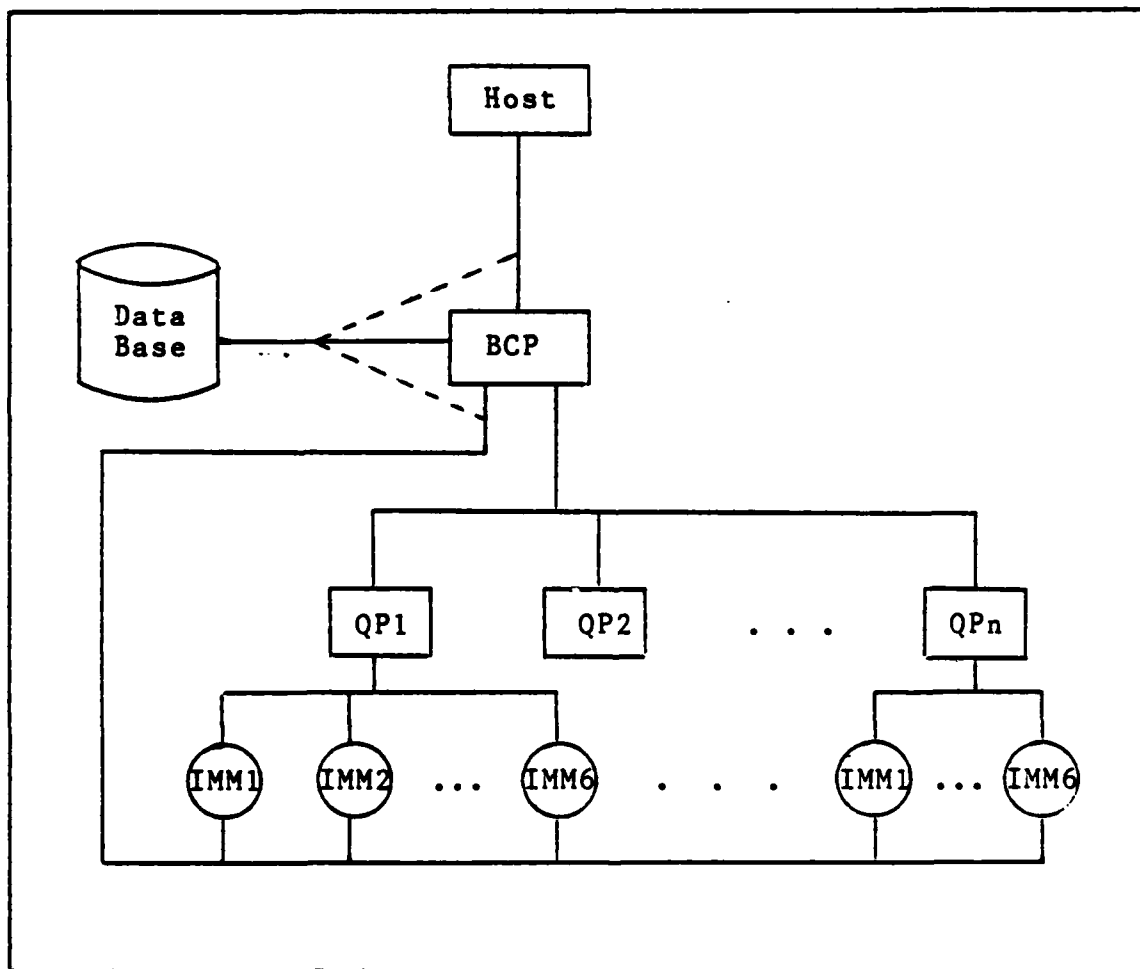 Host
Data
Base
BCP
QP1 QP2 . . . QPn
IMM1 IMM2 ... IMM6 . . . IMM1 ... IMM6